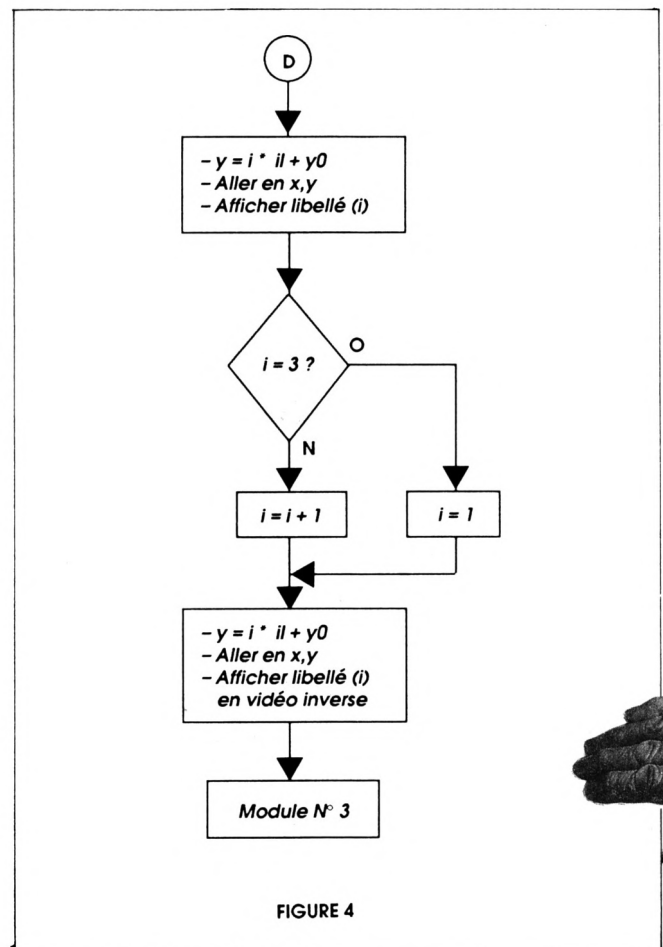 D
– y = i * il + y0
– Aller en x,y
– Afficher libellé (i)
i = 3 ?
O
N
i = i + 1
i = 1
– y = i * il + y0
– Aller en x,y
– Afficher libellé (i)
en vidéo inverse
Module N° 3
FIGURE 4